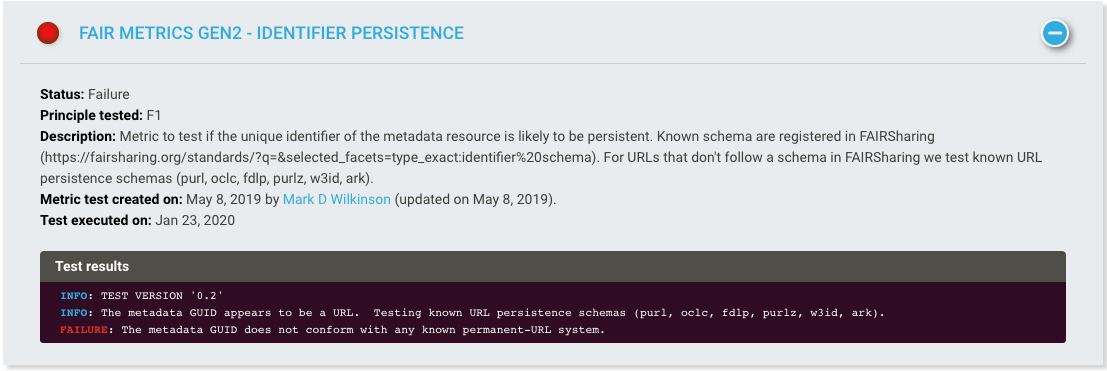 FAIR METRICS GEN2 - IDENTIFIER PERSISTENCE
Status: Failure
Principle tested: F1
Description: Metric to test if the unique identifier of the metadata resource is likely to be persistent. Known schema are registered in FAIRSharing
(https://fairsharing.org/standards/?q=&selected_facets=type_exact:identifier%20schema). For URLs that don't follow a schema in FAIRSharing we test known URL
persistence schemas (purl, oclc, fdlp, purlz, w3id, ark).
Metric test created on: May 8, 2019 by Mark D Wilkinson (updated on May 8, 2019).
Test executed on: Jan 23, 2020
Test results
INFO: TEST VERSION '0.2'
INFO: The metadata GUID appears to be a URL.  Testing known URL persistence schemas (purl, oclc, fdlp, purlz, w3id, ark).
FAILURE: The metadata GUID does not conform with any known permanent-URL system.